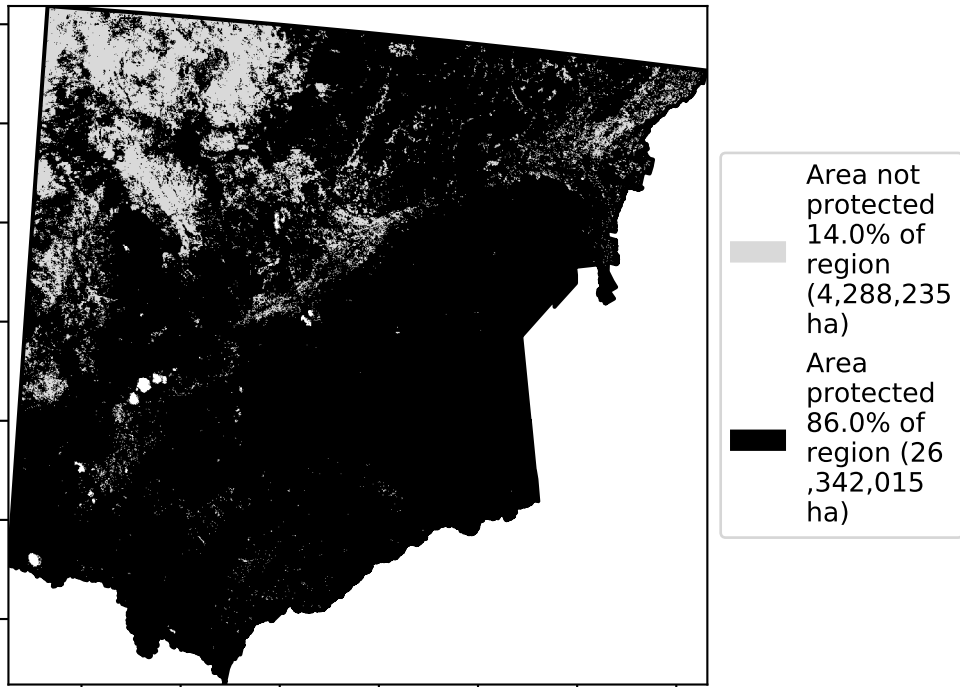 Area not
protected
14.0% of
region
(4,288,235
ha)
Area
protected
86.0% of
region (26
,342,015
ha)